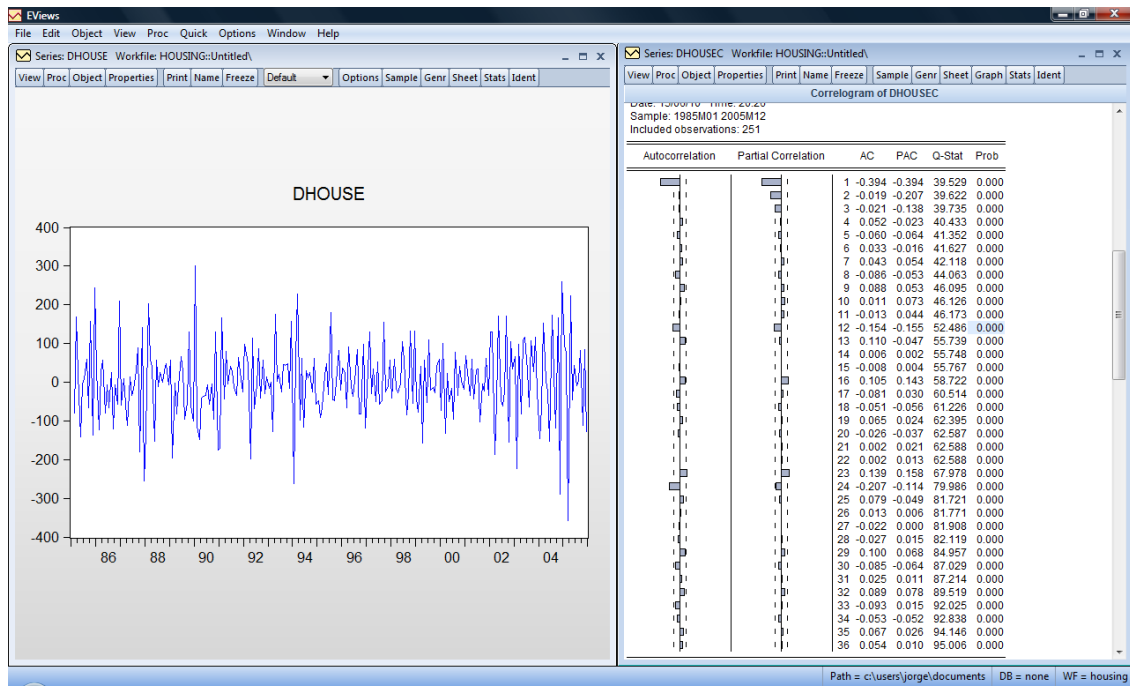 EViews
File Edit Object View Proc Quick Options Window Help
Series: DHOUSE Workfile: HOUSING::Untitled\
View Proc Object Properties Print Name Freeze Default Options Sample Genr Sheet Stats Ident
DHOUSE
400
300
200
100
0
-100
-200
-300
-400
86 88 90 92 94 96 98 00 02 04
Series: DHOUSEC Workfile: HOUSING::Untitled\
View Proc Object Properties Print Name Freeze Sample Genr Sheet Graph Stats Ident
Correlogram of DHOUSEC
Sample: 1985M01 2005M12
Included observations: 251
Autocorrelation Partial Correlation AC PAC Q-Stat Prob
1 -0.394 -0.394 39.529 0.000
2 -0.019 -0.207 39.622 0.000
3 -0.021 -0.138 39.735 0.000
4 0.052 -0.023 40.433 0.000
5 -0.060 -0.064 41.352 0.000
6 0.033 -0.016 41.627 0.000
7 0.043 0.054 42.118 0.000
8 -0.086 -0.053 44.063 0.000
9 0.088 0.053 46.095 0.000
10 0.011 0.073 46.126 0.000
11 -0.013 0.044 46.173 0.000
12 -0.154 -0.155 52.486 0.000
13 0.110 -0.047 55.739 0.000
14 0.006 0.002 55.748 0.000
15 -0.008 0.004 55.767 0.000
16 0.105 0.143 58.722 0.000
17 -0.081 0.030 60.514 0.000
18 -0.051 -0.056 61.226 0.000
19 0.065 0.024 62.395 0.000
20 -0.026 -0.037 62.587 0.000
21 0.002 0.021 62.588 0.000
22 0.002 0.013 62.588 0.000
23 0.139 0.158 67.978 0.000
24 -0.207 -0.114 79.986 0.000
25 0.079 -0.049 81.721 0.000
26 0.013 0.006 81.771 0.000
27 -0.022 0.000 81.908 0.000
28 -0.027 0.015 82.119 0.000
29 0.100 0.068 84.957 0.000
30 -0.085 -0.064 87.029 0.000
31 0.025 0.011 87.214 0.000
32 0.089 0.078 89.519 0.000
33 -0.093 0.015 92.025 0.000
34 -0.053 -0.052 92.838 0.000
35 0.067 0.026 94.146 0.000
36 0.054 0.010 95.006 0.000
Path = c:\users\jorge\documents DB = none WF = housing